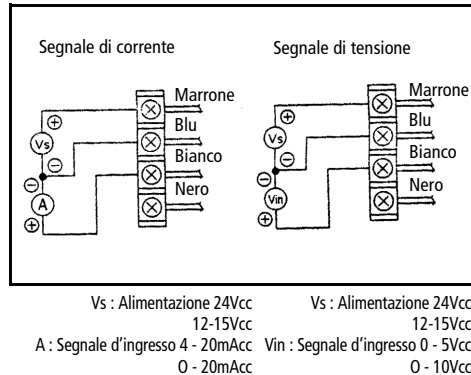 Segnale di corrente
Segnale di tensione
Marrone
Blu
Bianco
Nero
Vs
A
Marrone
Blu
Bianco
Nero
Vs
Vin
Vs : Alimentazione 24Vcc
12-15Vcc
A : Segnale d'ingresso 4 - 20mAcc
0 - 20mAcc
Vs : Alimentazione 24Vcc
12-15Vcc
Vin : Segnale d'ingresso 0 - 5Vcc
0 - 10Vcc